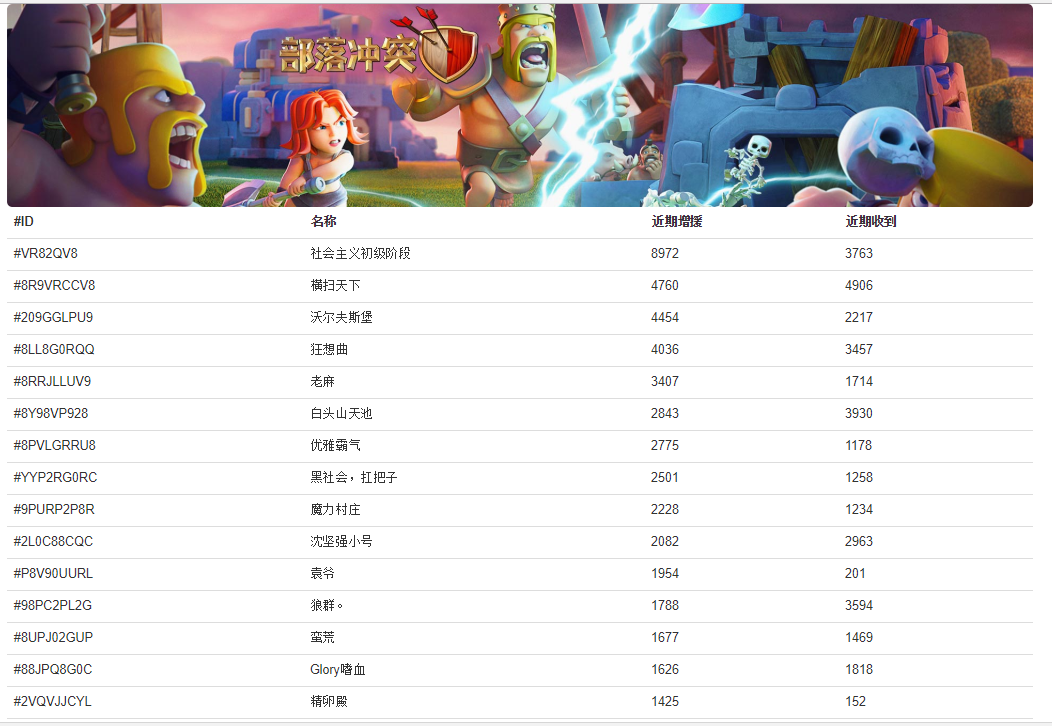 部落冲突
#ID 名称 近期增援 近期收到
#VR82QV8 社会主义初级阶段 8972 3763
#8R9VRCCV8 横扫天下 4760 4906
#209GGLPU9 沃尔夫斯堡 4454 2217
#8LL8G0RQQ 狂想曲 4036 3457
#8RRJLLUV9 老麻 3407 1714
#8Y98VP928 白头山天池 2843 3930
#8PVLGRRU8 优雅霸气 2775 1178
#YYP2RG0RC 黑社会，扛把子 2501 1258
#9PURP2P8R 魔力村庄 2228 1234
#2L0C88CQC 沈坚强小号 2082 2963
#P8V90UURL 袁爷 1954 201
#98PC2PL2G 狼群。 1788 3594
#8UPJ02GUP 蛮荒 1677 1469
#88JPQ8G0C Glory嗜血 1626 1818
#2VQVJJCYL 精卵殿 1425 152